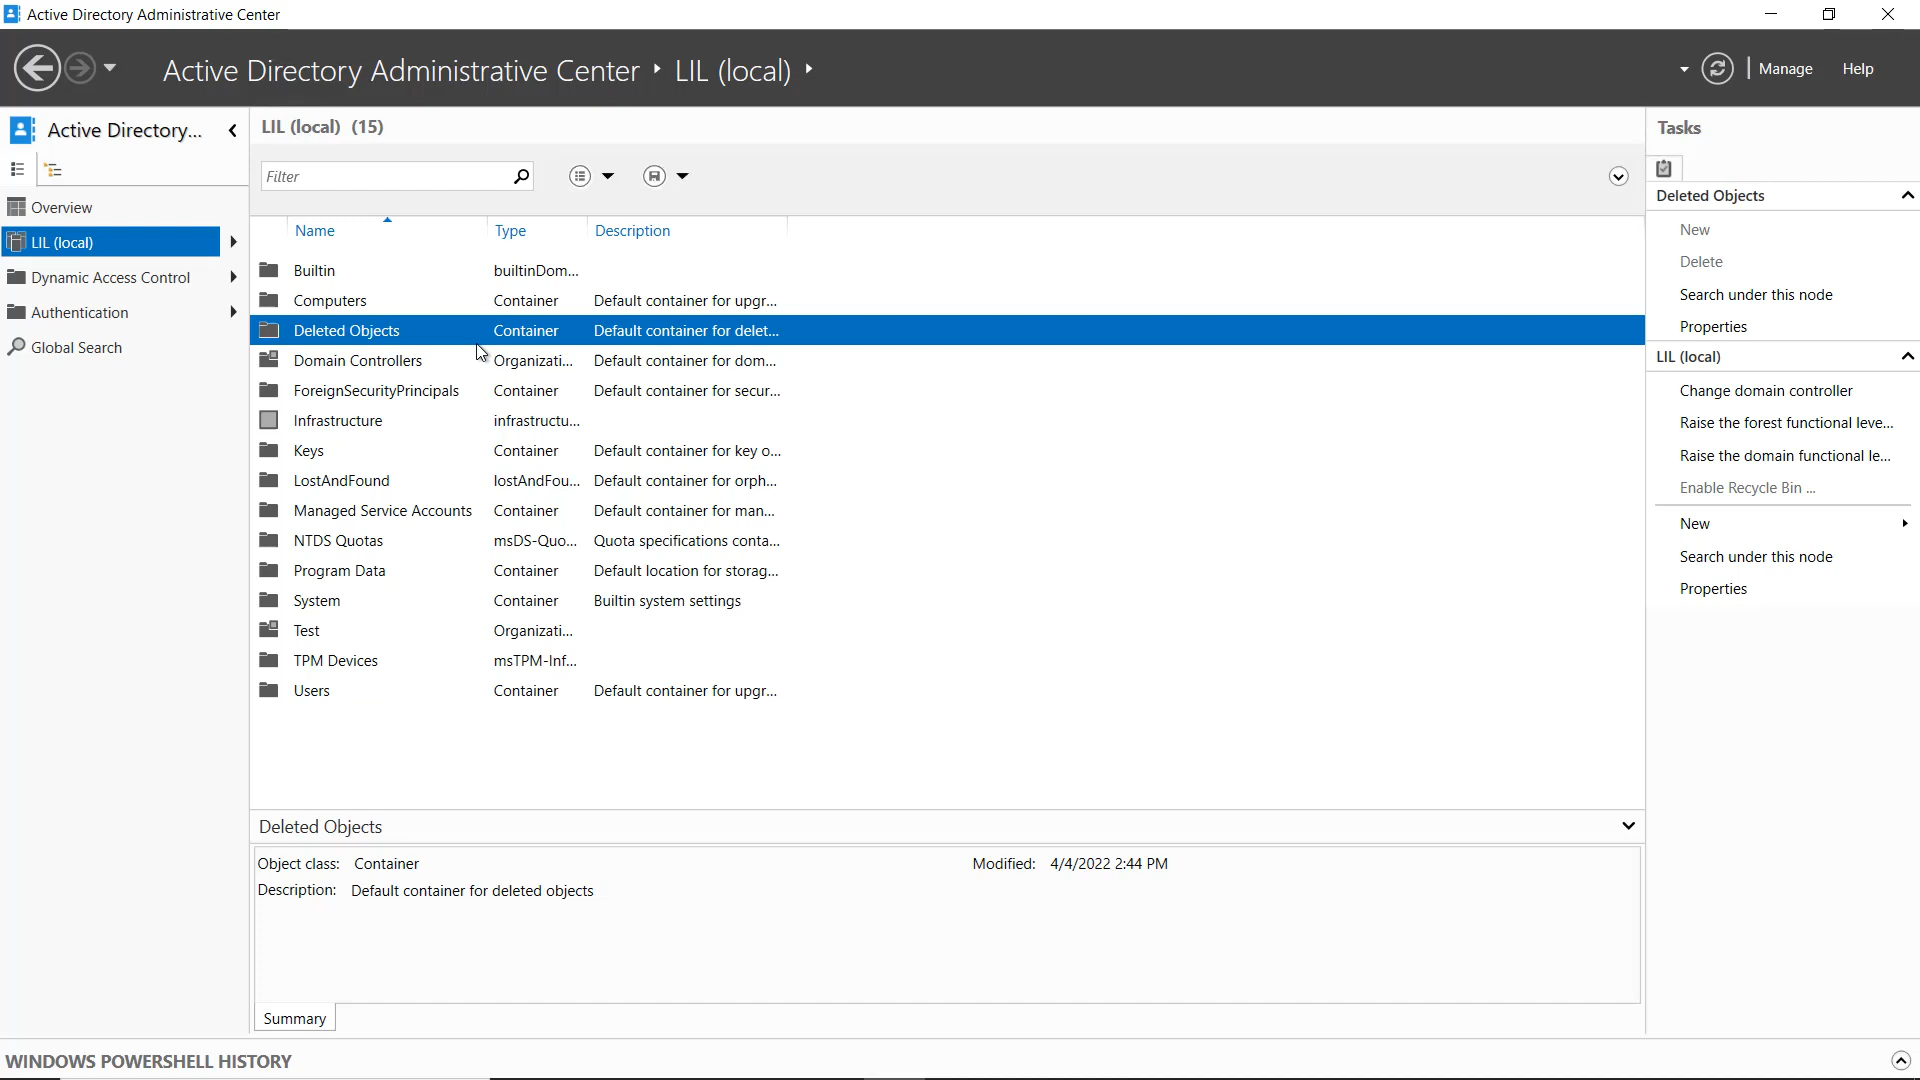 Active Directory Administrative Center
Active Directory Administrative Center LIL (local)
Manage Help
Active Directory...
Overview
LIL (local)
Dynamic Access Control
Authentication
Global Search
LIL (local) (15)
Filter
Name Type Description
Builtin builtinDom...
Computers Container Default container for upgr...
Deleted Objects Container Default container for delet...
Domain Controllers Organizati... Default container for dom...
ForeignSecurityPrincipals Container Default container for secur...
Infrastructure infrastructu...
Keys Container Default container for key o...
LostAndFound lostAndFou... Default container for orph...
Managed Service Accounts Container Default container for man...
NTDS Quotas msDS-Quo... Quota specifications conta...
Program Data Container Default location for storag...
System Container Builtin system settings
Test Organizati...
TPM Devices msTPM-Inf...
Users Container Default container for upgr...
Deleted Objects
Object class: Container Modified: 4/4/2022 2:44 PM
Description: Default container for deleted objects
Summary
Tasks
Deleted Objects
New
Delete
Search under this node
Properties
LIL (local)
Change domain controller
Raise the forest functional leve...
Raise the domain functional le...
Enable Recycle Bin ...
New
Search under this node
Properties
WINDOWS POWERSHELL HISTORY